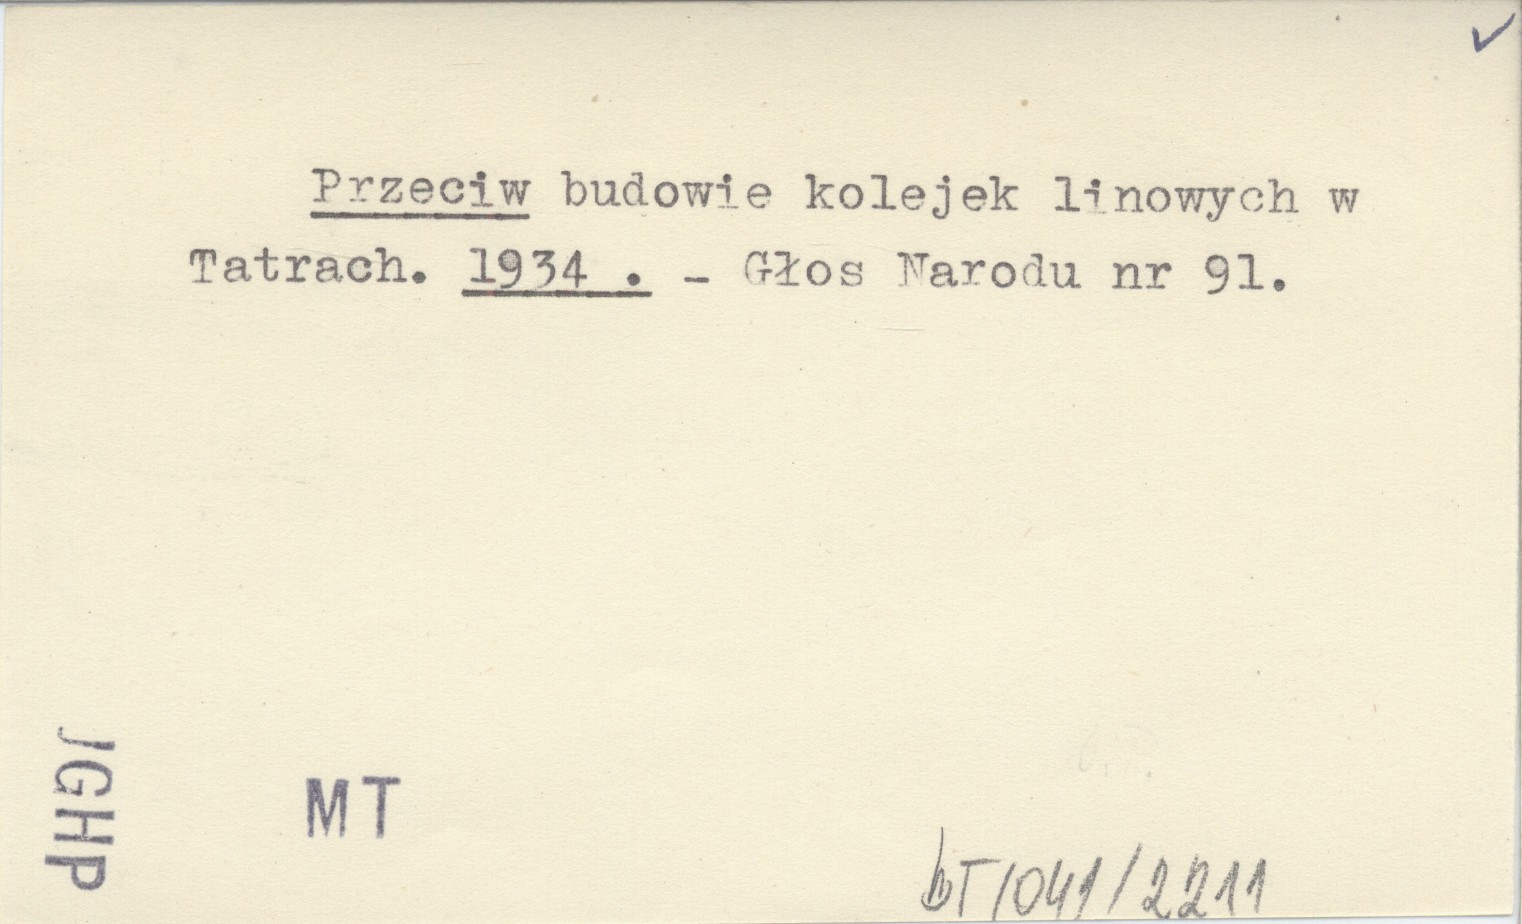 Przeciw budowie kolejek linowych w
Tatrach. 1934 . - Głos Narodu nr 91.
JGHP
MT
bT/041/2211